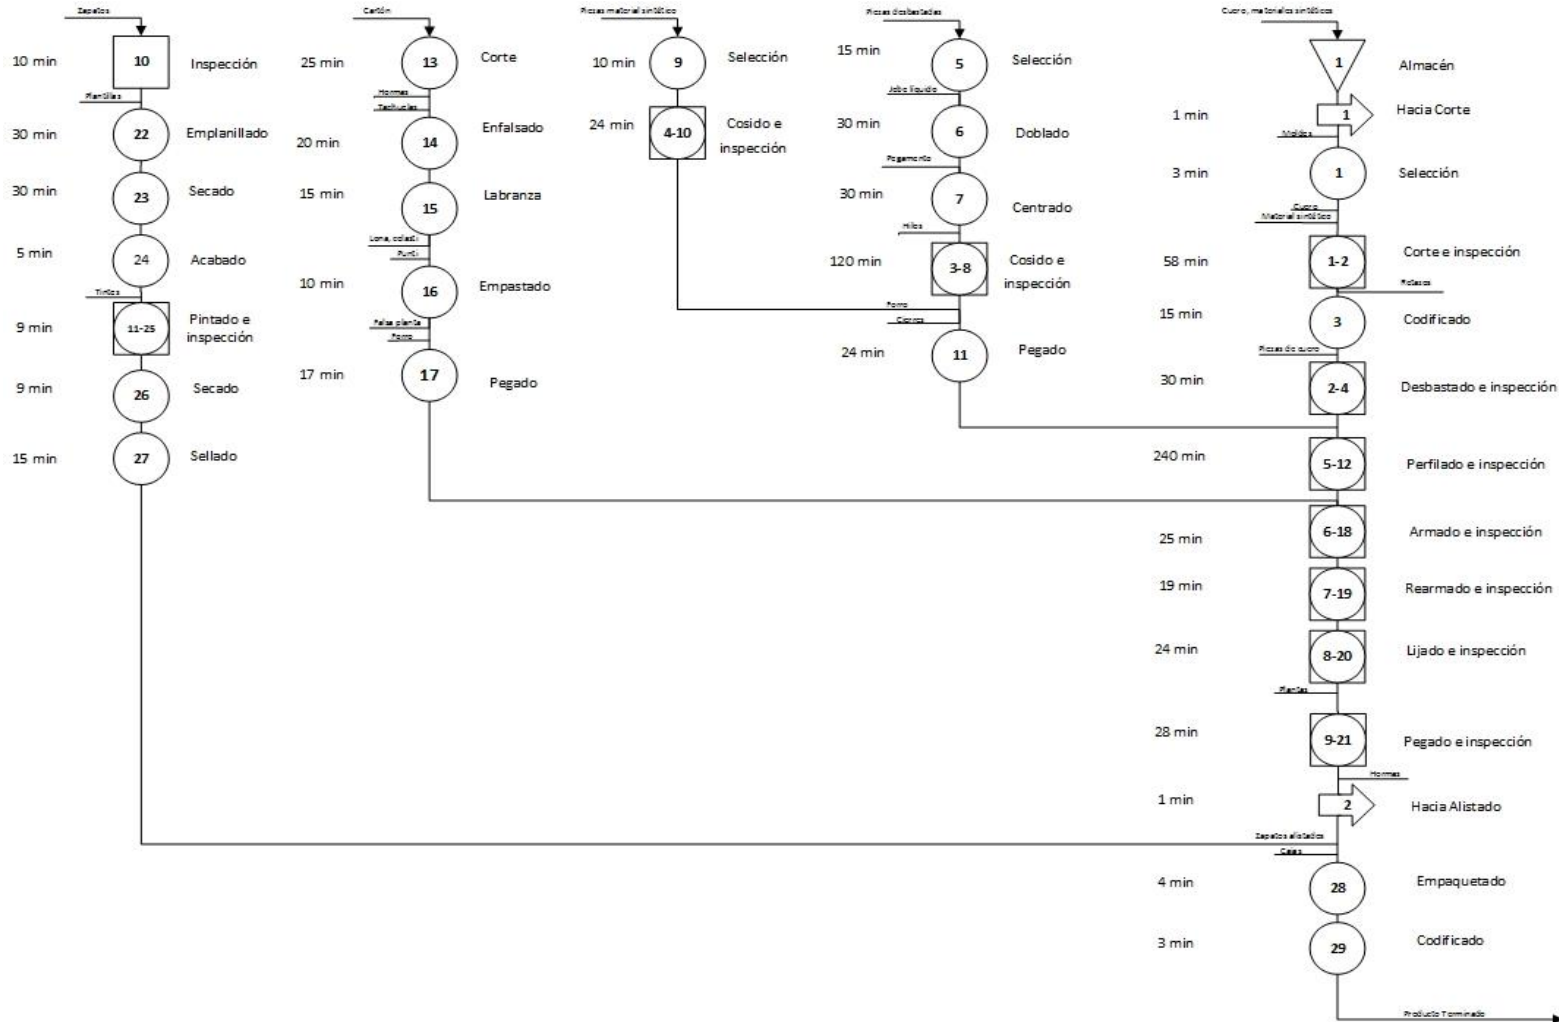 Zapatos
10 min
10
Inspección
Plantillas
30 min
22
Emplanillado
30 min
23
Secado
5 min
24
Acabado
Tintes
9 min
11-25
Pintado e
inspección
9 min
26
Secado
15 min
27
Sellado
Cartón
25 min
13
Corte
Hormas
Tachuelas
20 min
14
Enfalsado
15 min
15
Labranza
Punti
10 min
16
Empastado
Falsa planta
Forro
17 min
17
Pegado
Piezas material sintético
10 min
9
Selección
24 min
4-10
Cosido e
inspección
Piezas desbastadas
15 min
5
Selección
Jebe líquido
30 min
6
Doblado
Pegamento
30 min
7
Centrado
Hilos
120 min
3-8
Cosido e
inspección
Forro
Cierres
24 min
11
Pegado
Cuero, materiales sintéticos
1
Almacén
1 min
1
Hacia Corte
Moldes
3 min
1
Selección
Cuero
Material sintético
58 min
1-2
Corte e inspección
Retazos
15 min
3
Codificado
Piezas de cuero
30 min
2-4
Desbastado e inspección
240 min
5-12
Perfilado e inspección
25 min
6-18
Armado e inspección
19 min
7-19
Rearmado e inspección
24 min
8-20
Lijado e inspección
Plantas
28 min
9-21
Pegado e inspección
Hormas
1 min
2
Hacia Alistado
Zapatos alistados
Cajas
4 min
28
Empaquetado
3 min
29
Codificado
Producto Terminado